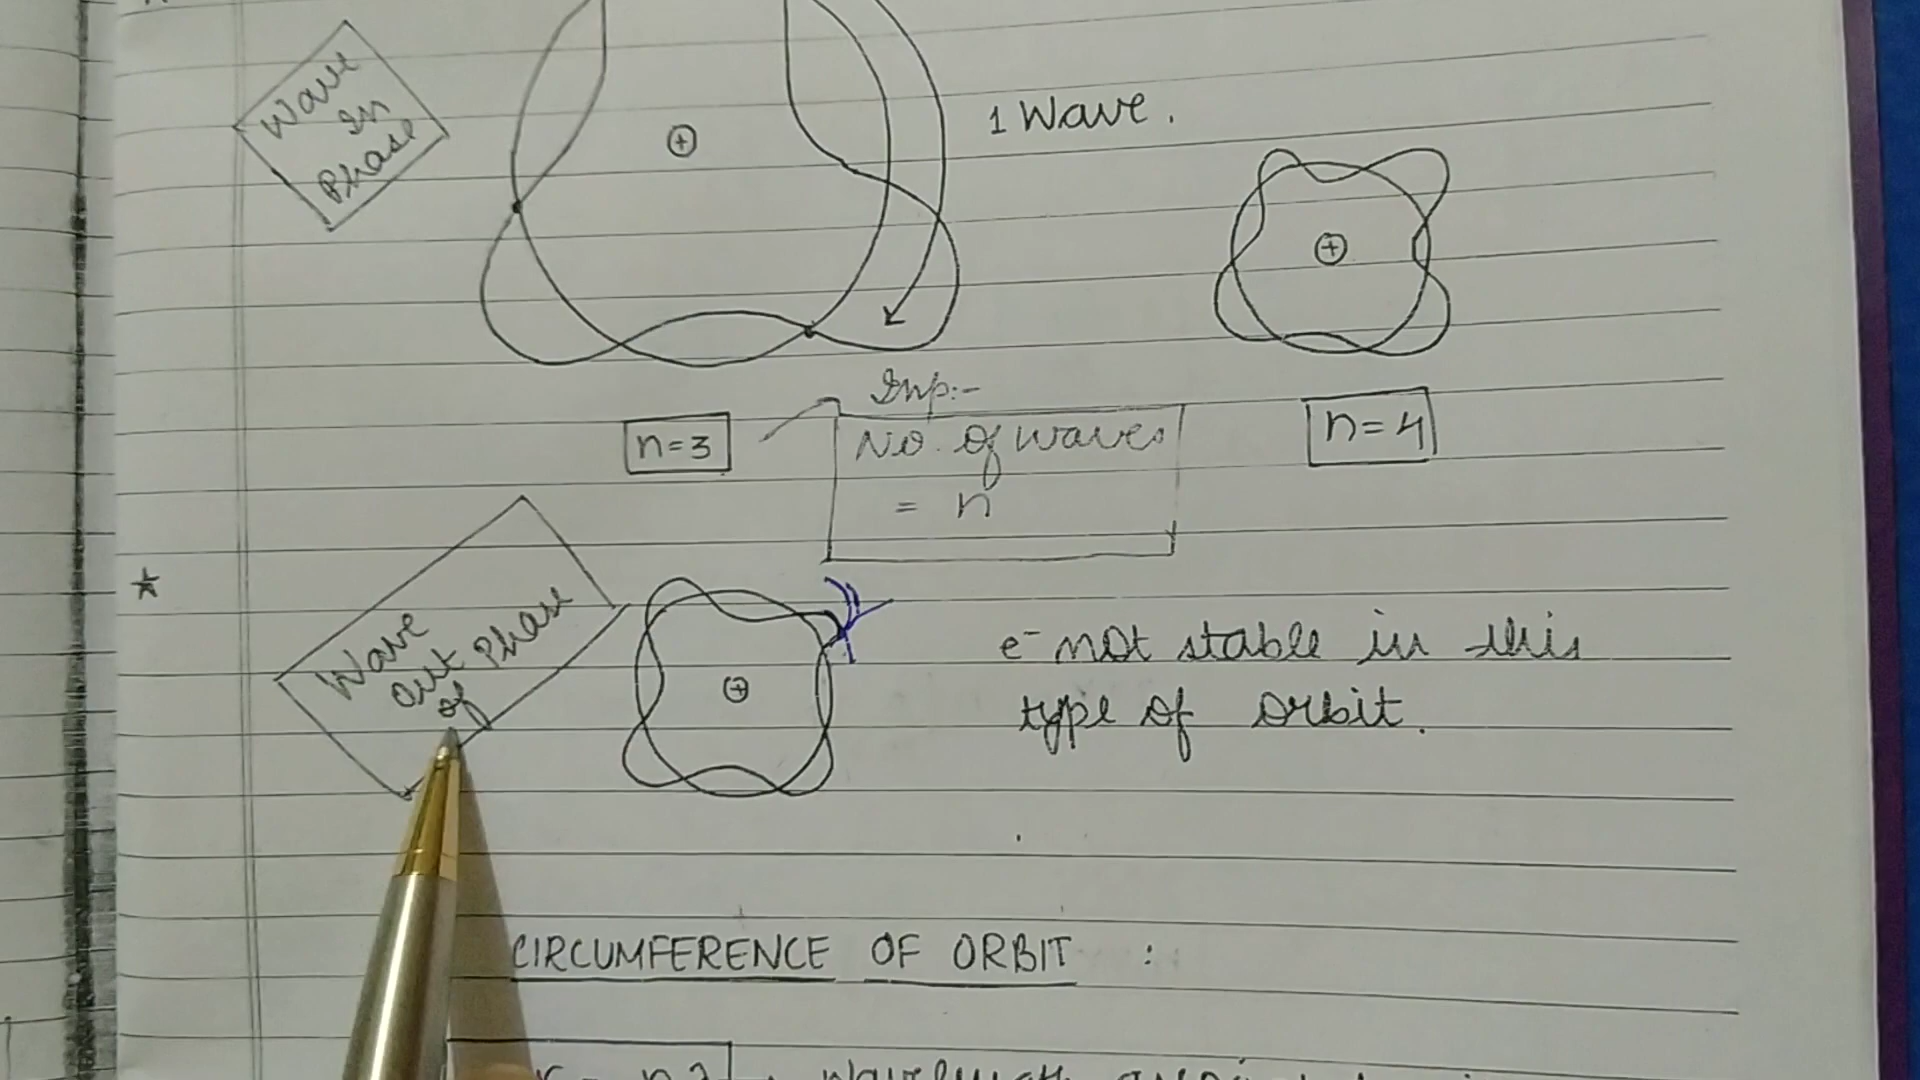 Wave
In
Phase
1 Wave.
Imp:-
n=3
No. of waves
= n
n=4
Wave
Out Phase
of
e- not stable in this
type of orbit.
CIRCUMFERENCE OF ORBIT :